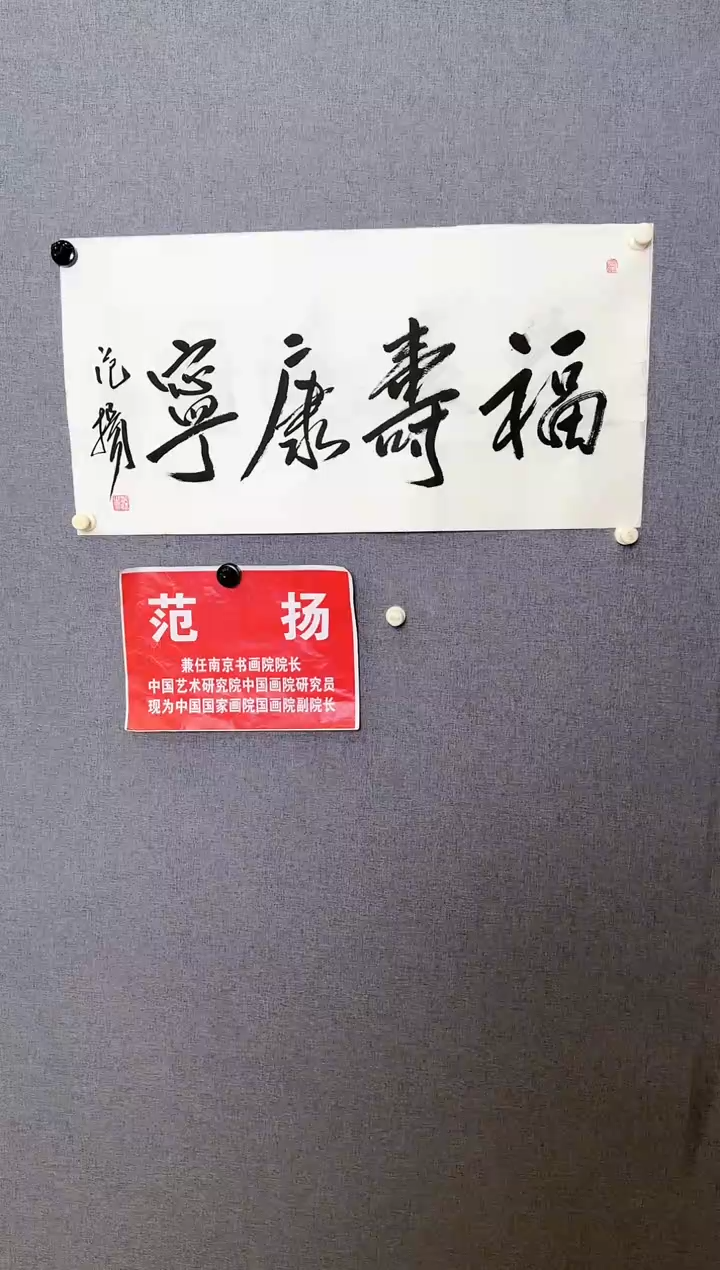 福壽康寧
范揚
范 扬
兼任南京书画院院长
中国艺术研究院中国画院研究员
现为中国国家画院国画院副院长